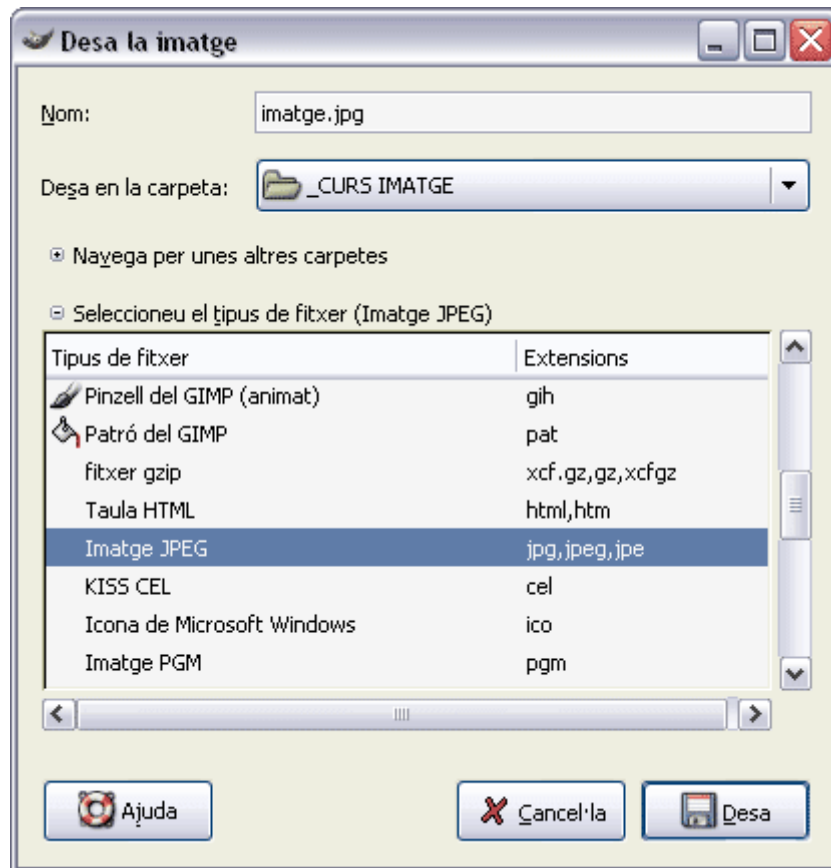 Desa la imatge
Nom: imatge.jpg
Desa en la carpeta: _CURS IMATGE
Navega per unes altres carpetes
Seleccioneu el tipus de fitxer (Imatge JPEG)
Tipus de fitxer Extensions
Pinzell del GIMP (animat) gih
Patró del GIMP pat
fitxer gzip xcf.gz,gz,xcfgz
Taula HTML html,htm
Imatge JPEG jpg,jpeg,jpe
KISS CEL cel
Icona de Microsoft Windows ico
Imatge PGM pgm
Ajuda Cancel·la Desa